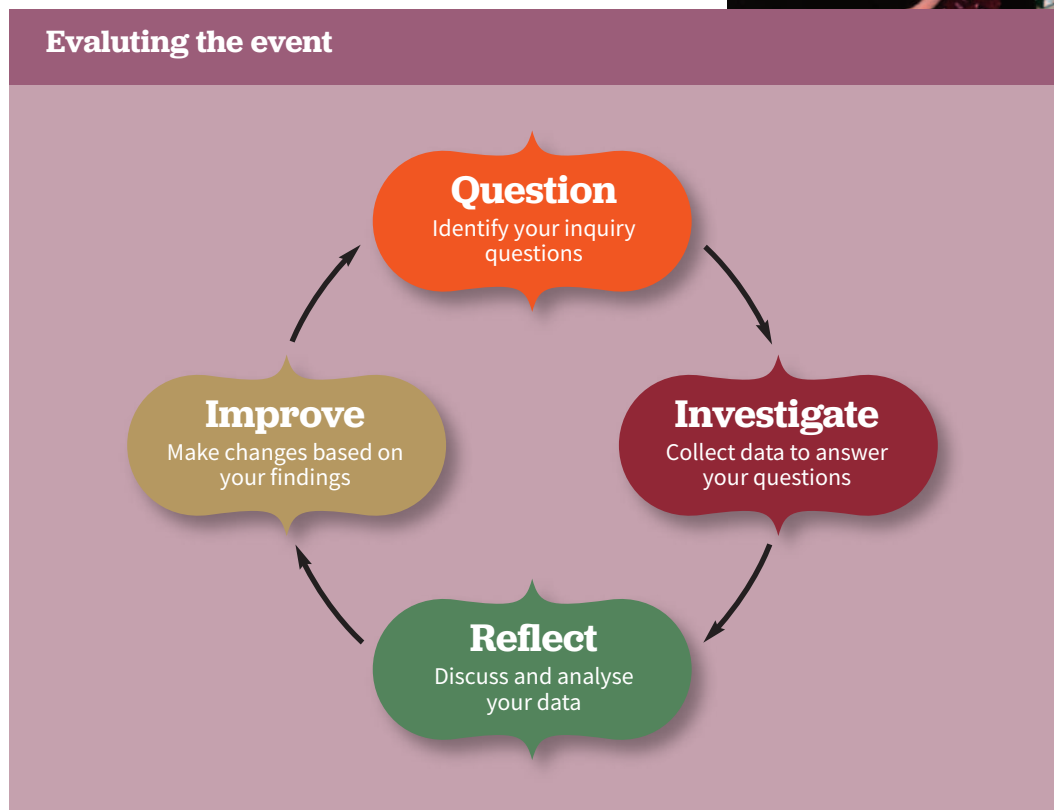 Evaluting the event
Question
Identify your inquiry
questions
Investigate
Collect data to answer
your questions
Reflect
Discuss and analyse
your data
Improve
Make changes based on
your findings